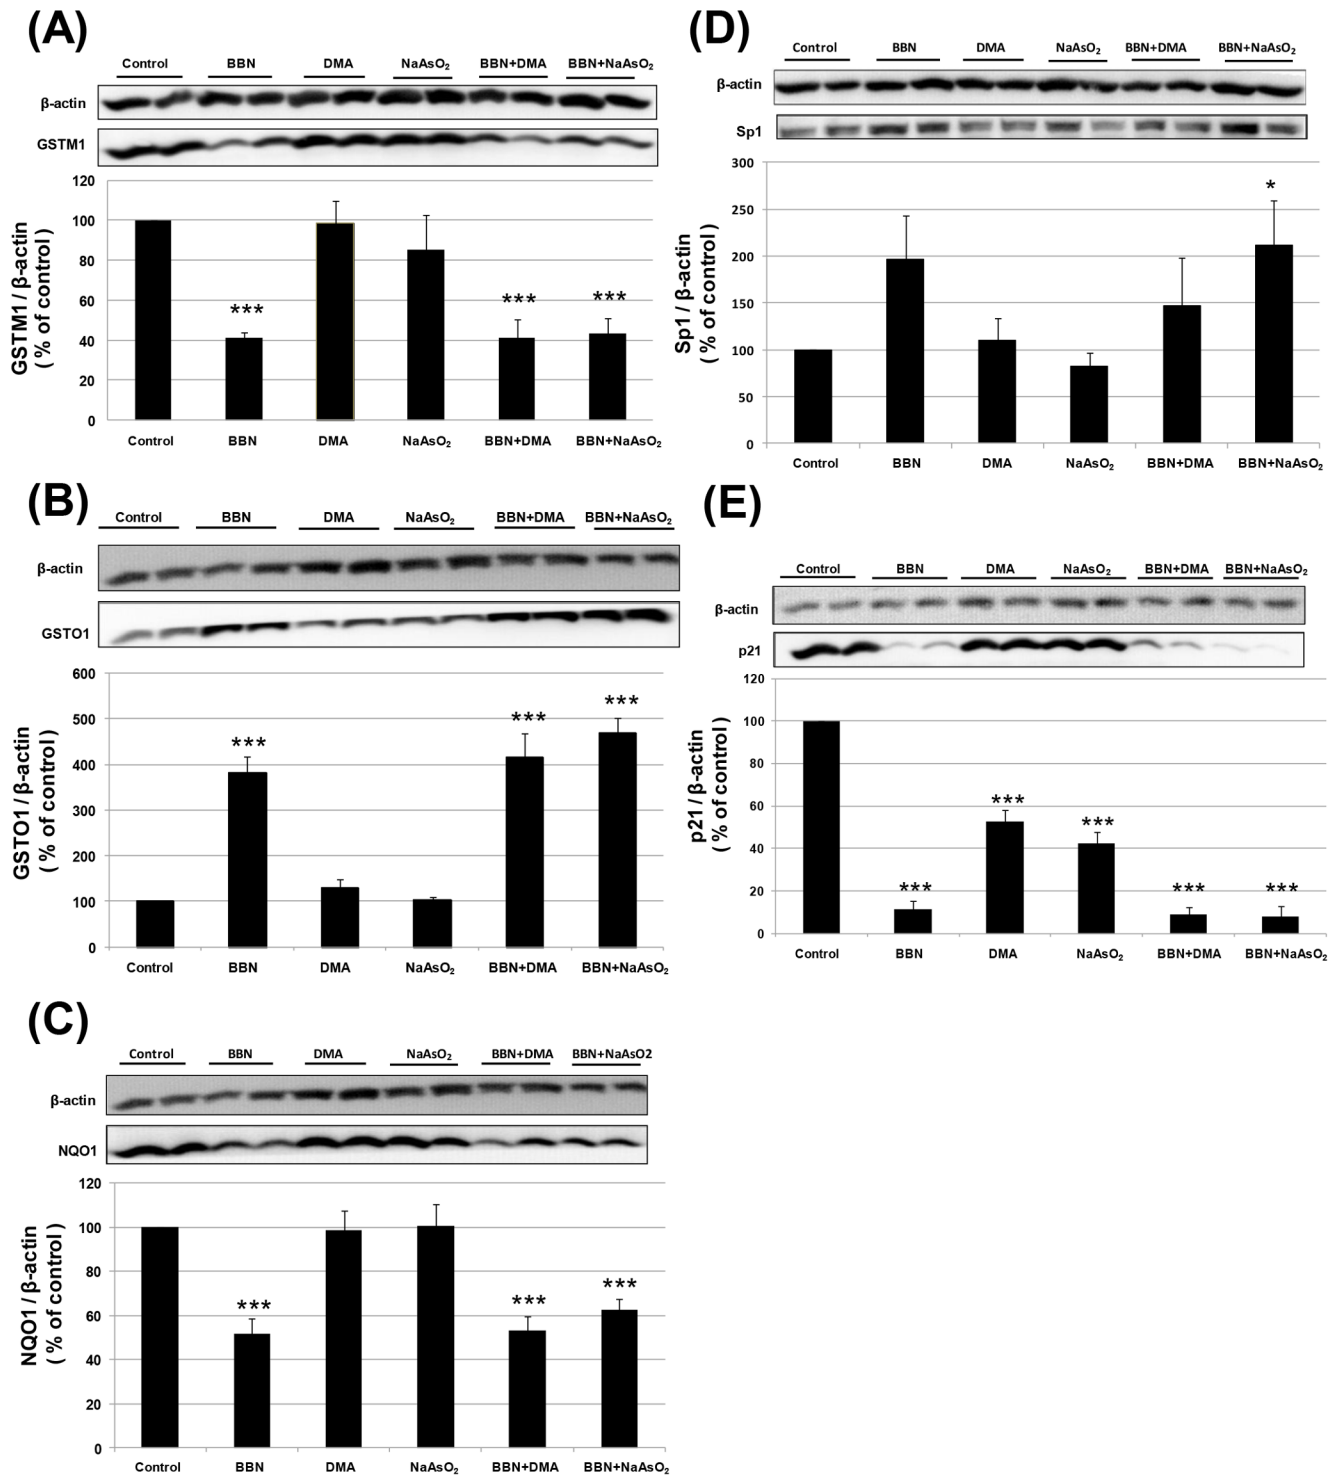 (A)
Control BBN DMA NaAsO₂ BBN+DMA BBN+NaAsO₂
β-actin
GSTM1
GSTM1 / β-actin
( % of control)
120
100
80
60
40
20
0
***
***
***
Control BBN DMA NaAsO₂ BBN+DMA BBN+NaAsO₂
(B)
Control BBN DMA NaAsO₂ BBN+DMA BBN+NaAsO₂
β-actin
GSTO1
GSTO1 / β-actin
( % of control)
600
500
400
300
200
100
0
***
***
***
Control BBN DMA NaAsO₂ BBN+DMA BBN+NaAsO₂
(C)
Control BBN DMA NaAsO₂ BBN+DMA BBN+NaAsO2
β-actin
NQO1
NQO1 / β-actin
( % of control)
120
100
80
60
40
20
0
***
***
***
Control BBN DMA NaAsO₂ BBN+DMA BBN+NaAsO₂
(D)
Control BBN DMA NaAsO₂ BBN+DMA BBN+NaAsO₂
β-actin
Sp1
Sp1 / β-actin
( % of control)
300
250
200
150
100
50
0
*
Control BBN DMA NaAsO₂ BBN+DMA BBN+NaAsO₂
(E)
Control BBN DMA NaAsO₂ BBN+DMA BBN+NaAsO₂
β-actin
p21
p21 / β-actin
( % of control)
120
100
80
60
40
20
0
***
***
***
***
***
Control BBN DMA NaAsO₂ BBN+DMA BBN+NaAsO₂